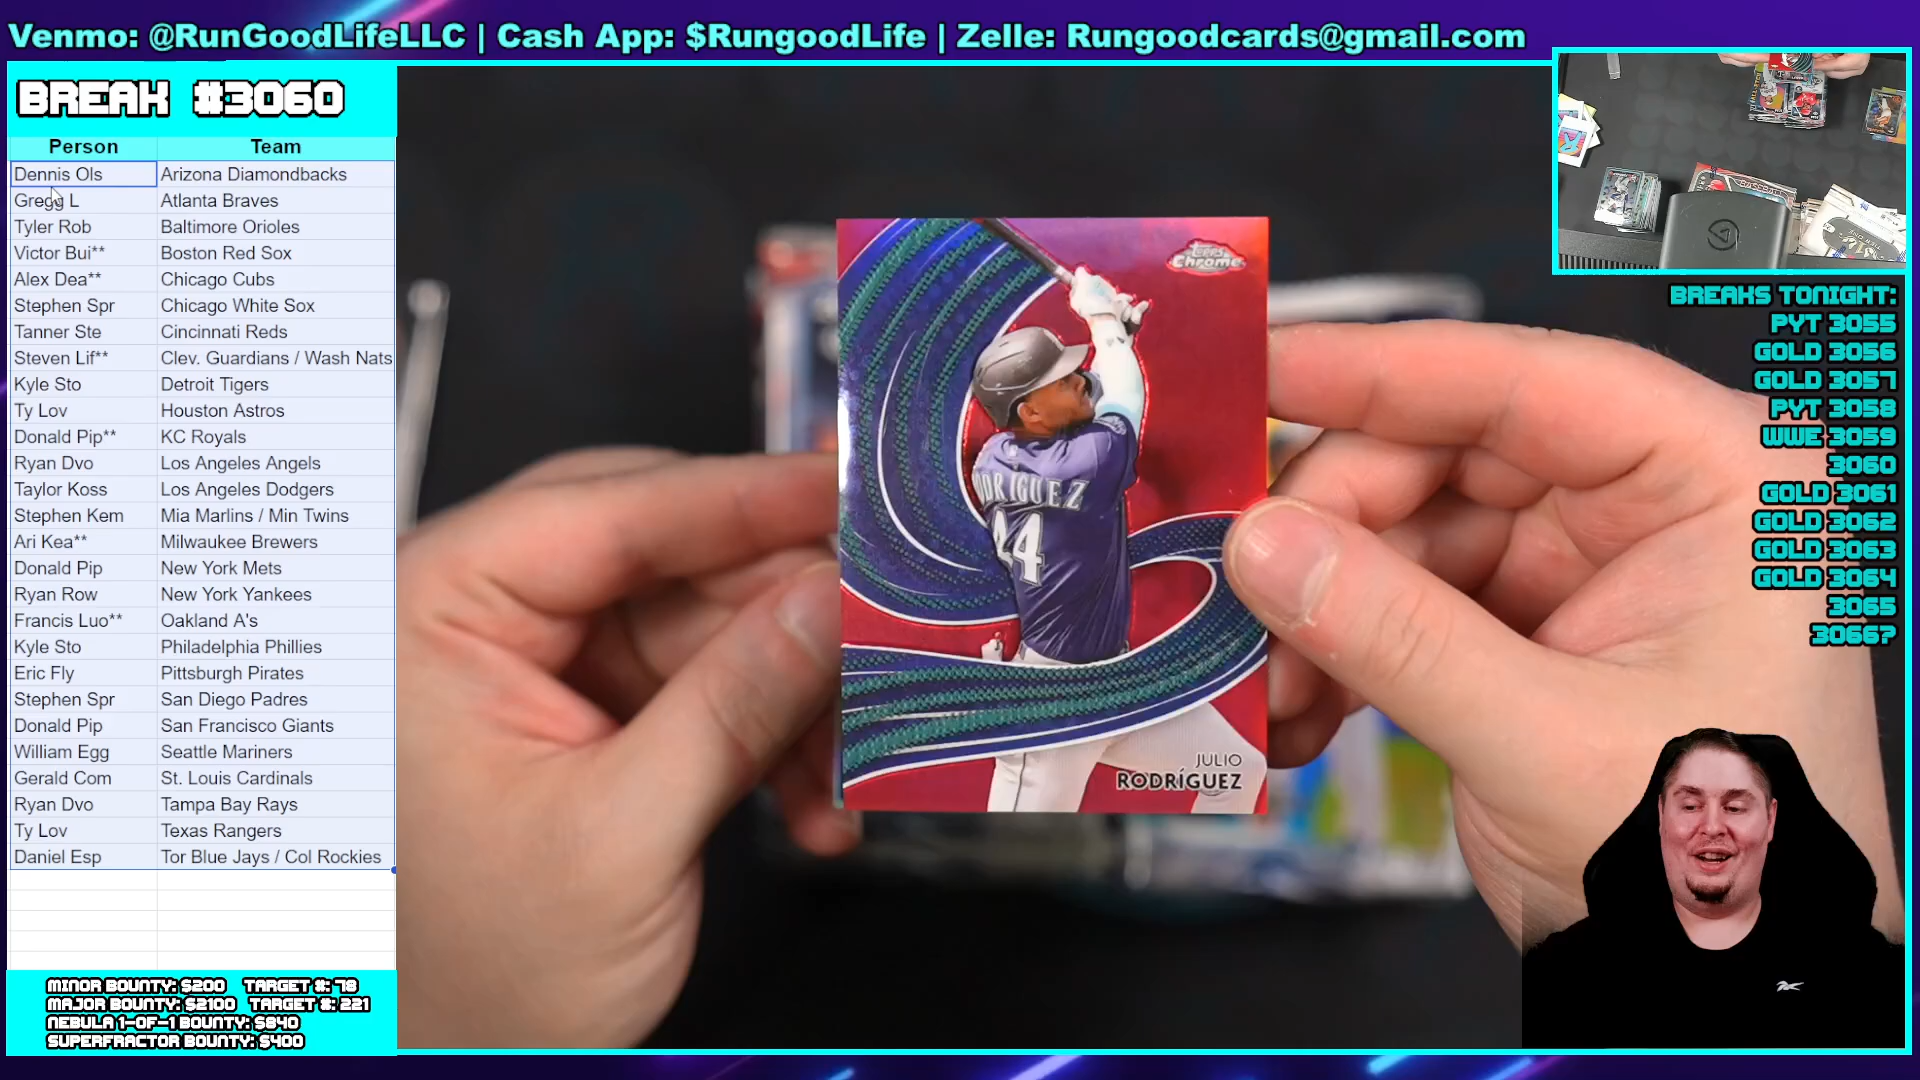 Venmo: @RunGoodLifeLLC | Cash App: $RungoodLife | Zelle: Rungoodcards@gmail.com
BREAK #3060
Person Team
Dennis Ols Arizona Diamondbacks
Gregg L Atlanta Braves
Tyler Rob Baltimore Orioles
Victor Bui** Boston Red Sox
Alex Dea** Chicago Cubs
Stephen Spr Chicago White Sox
Tanner Ste Cincinnati Reds
Steven Lif** Clev. Guardians / Wash Nats
Kyle Sto Detroit Tigers
Ty Lov Houston Astros
Donald Pip** KC Royals
Ryan Dvo Los Angeles Angels
Taylor Koss Los Angeles Dodgers
Stephen Kem Mia Marlins / Min Twins
Ari Kea** Milwaukee Brewers
Donald Pip New York Mets
Ryan Row New York Yankees
Francis Luo** Oakland A's
Kyle Sto Philadelphia Phillies
Eric Fly Pittsburgh Pirates
Stephen Spr San Diego Padres
Donald Pip San Francisco Giants
William Egg Seattle Mariners
Gerald Com St. Louis Cardinals
Ryan Dvo Tampa Bay Rays
Ty Lov Texas Rangers
Daniel Esp Tor Blue Jays / Col Rockies
MINOR BOUNTY: $200 TARGET #: 78
MAJOR BOUNTY: $2100 TARGET #: 221
NEBULA 1-OF-1 BOUNTY: $840
SUPERFRACTOR BOUNTY: $400
Topps
Chrome
ODRIGUEZ
44
JULIO
RODRÍGUEZ
BREAKS TONIGHT:
PYT 3055
GOLD 3056
GOLD 3057
PYT 3058
WWE 3059
3060
GOLD 3061
GOLD 3062
GOLD 3063
GOLD 3064
3065
3066?